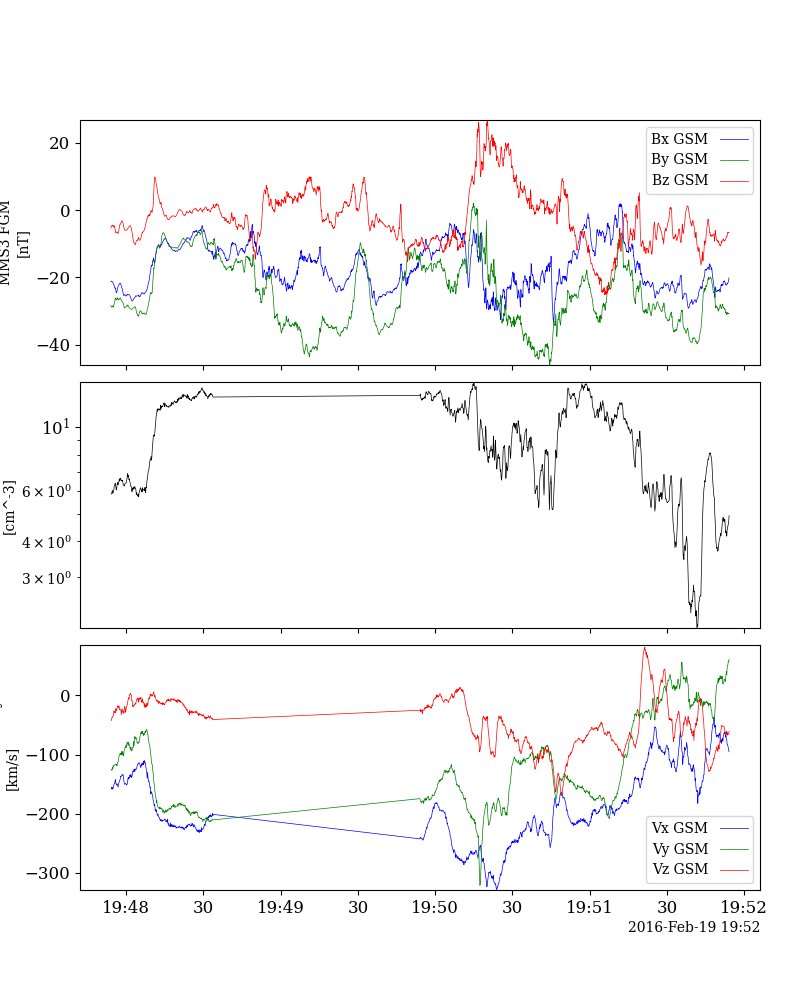 20
0
−20
−40
MMS3 FGM
[nT]
Bx GSM
By GSM
Bz GSM
10¹
6 × 10⁰
4 × 10⁰
3 × 10⁰
[cm^-3]
0
−100
−200
−300
[km/s]
Vx GSM
Vy GSM
Vz GSM
19:48 30 19:49 30 19:50 30 19:51 30 19:52
2016-Feb-19 19:52